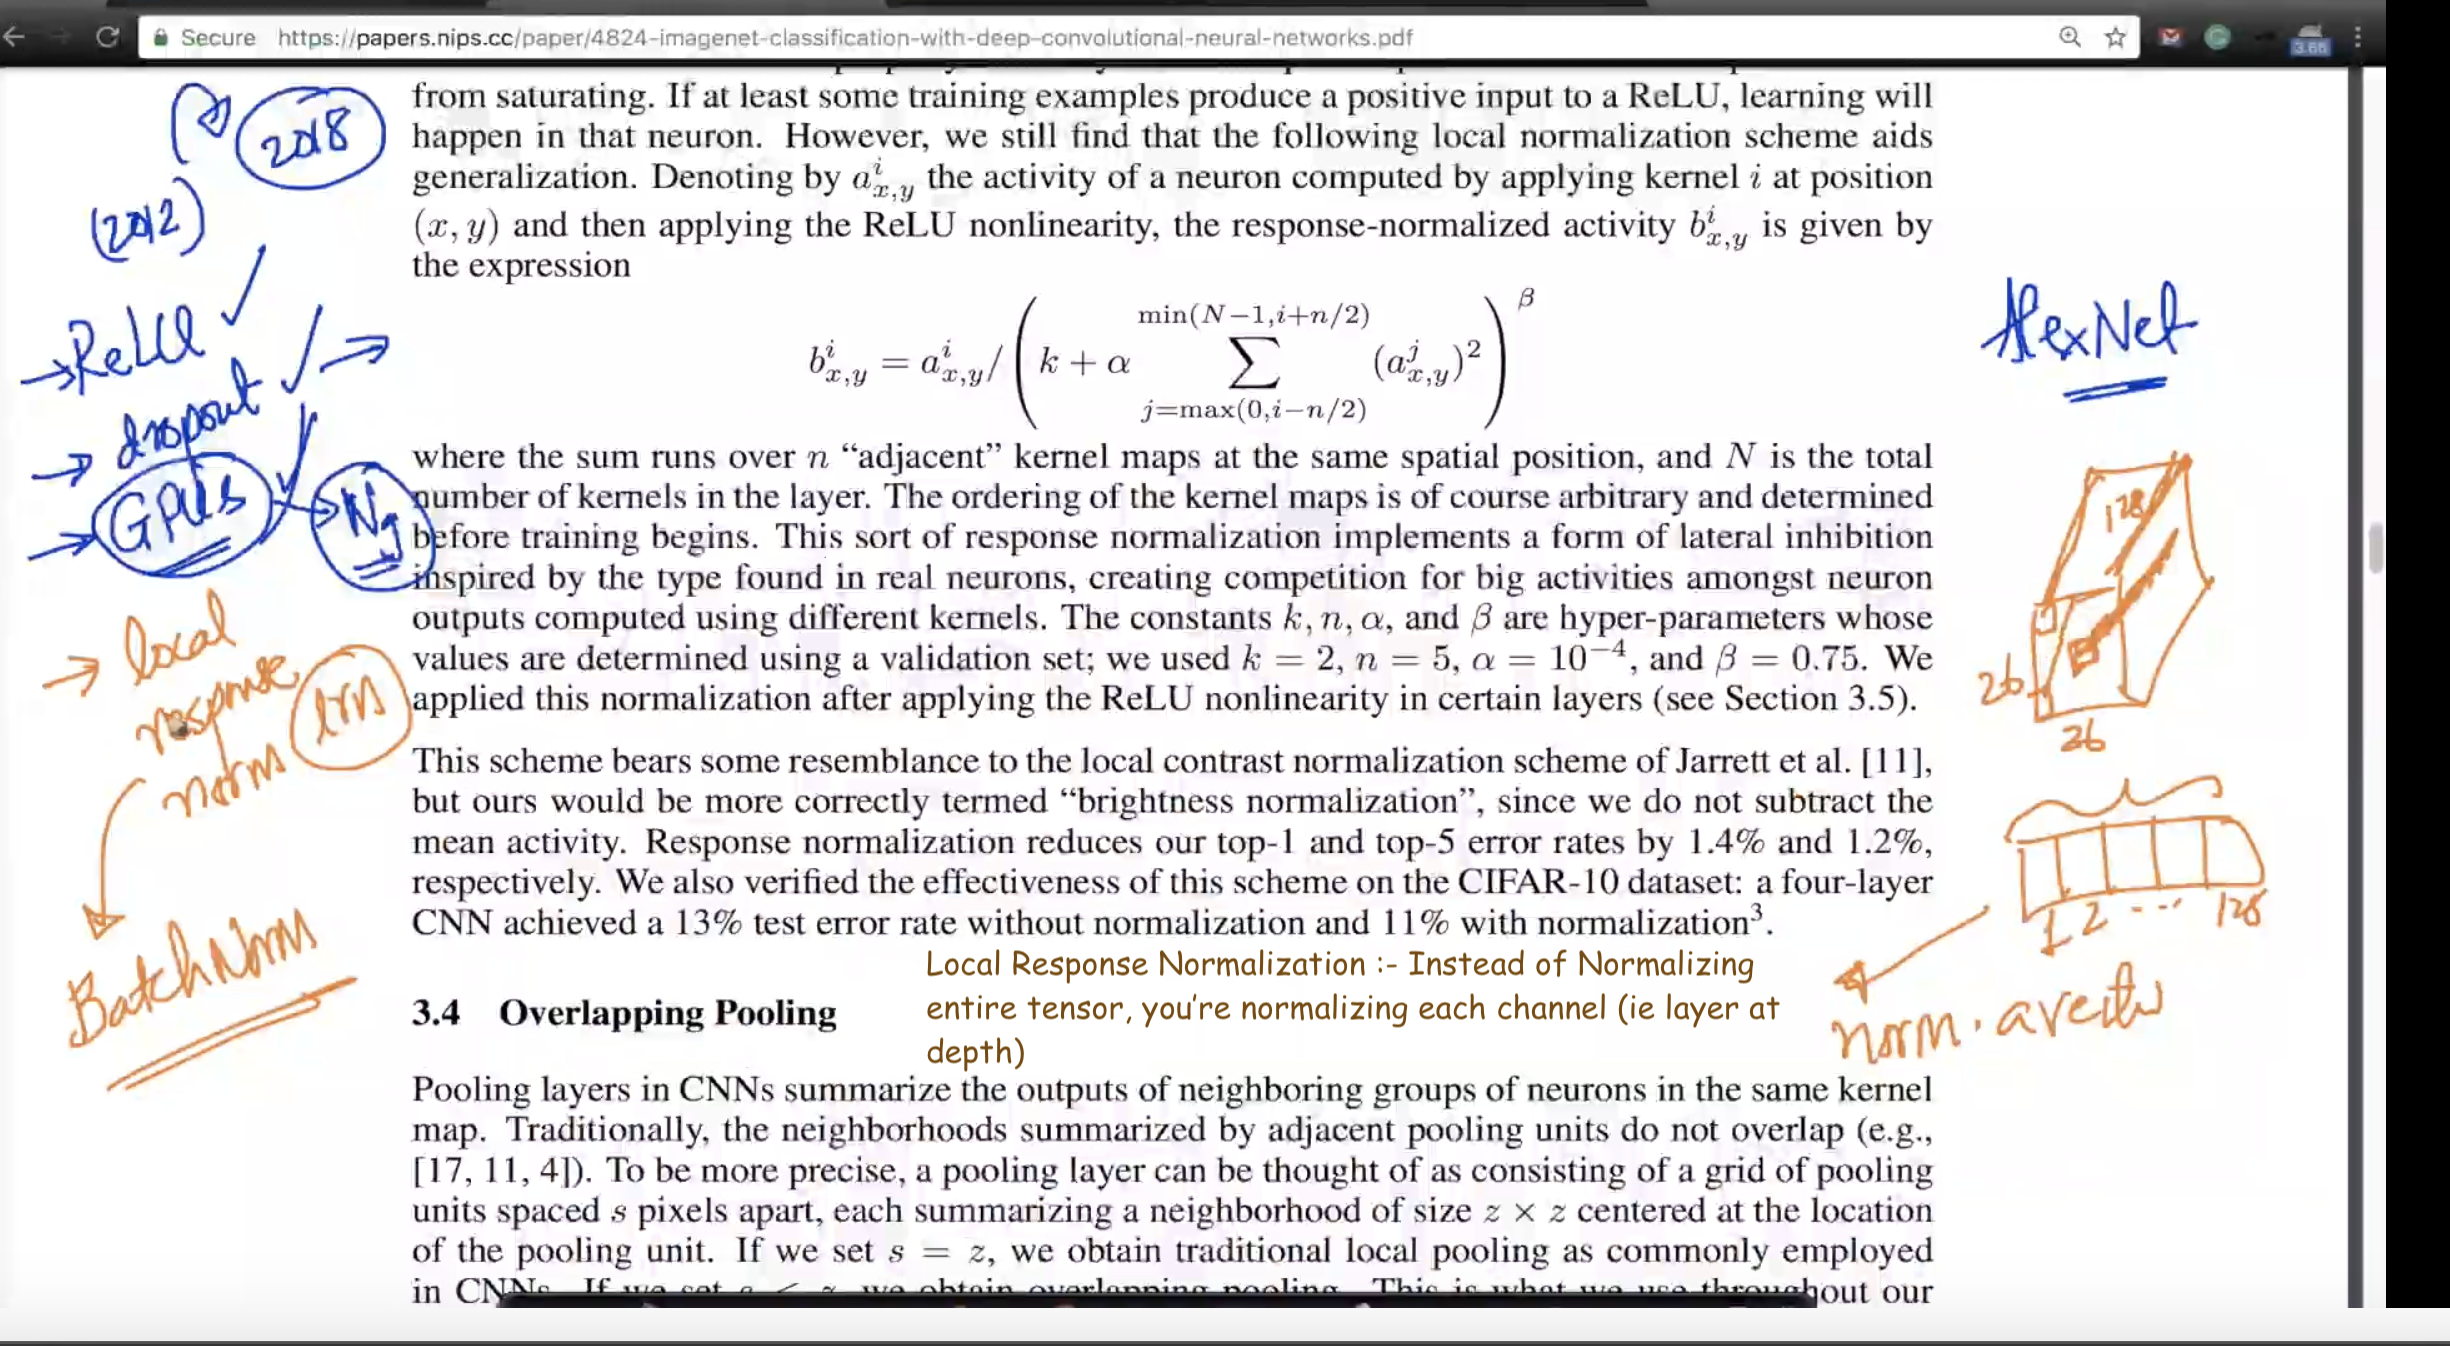 Secure https://papers.nips.cc/paper/4824-imagenet-classification-with-deep-convolutional-neural-networks.pdf
3.66
from saturating. If at least some training examples produce a positive input to a ReLU, learning will
happen in that neuron. However, we still find that the following local normalization scheme aids
generalization. Denoting by a^i_{x,y} the activity of a neuron computed by applying kernel i at position
(x, y) and then applying the ReLU nonlinearity, the response-normalized activity b^i_{x,y} is given by
the expression
b^i_{x,y} = a^i_{x,y} / ( k + α ∑_{j=max(0,i−n/2)}^{min(N−1,i+n/2)} (a^j_{x,y})^2 )^β
where the sum runs over n “adjacent” kernel maps at the same spatial position, and N is the total
number of kernels in the layer. The ordering of the kernel maps is of course arbitrary and determined
before training begins. This sort of response normalization implements a form of lateral inhibition
inspired by the type found in real neurons, creating competition for big activities amongst neuron
outputs computed using different kernels. The constants k, n, α, and β are hyper-parameters whose
values are determined using a validation set; we used k = 2, n = 5, α = 10^{−4}, and β = 0.75. We
applied this normalization after applying the ReLU nonlinearity in certain layers (see Section 3.5).
This scheme bears some resemblance to the local contrast normalization scheme of Jarrett et al. [11],
but ours would be more correctly termed “brightness normalization”, since we do not subtract the
mean activity. Response normalization reduces our top-1 and top-5 error rates by 1.4% and 1.2%,
respectively. We also verified the effectiveness of this scheme on the CIFAR-10 dataset: a four-layer
CNN achieved a 13% test error rate without normalization and 11% with normalization³.
Local Response Normalization :- Instead of Normalizing
entire tensor, you're normalizing each channel (ie layer at
depth)
3.4 Overlapping Pooling
Pooling layers in CNNs summarize the outputs of neighboring groups of neurons in the same kernel
map. Traditionally, the neighborhoods summarized by adjacent pooling units do not overlap (e.g.,
[17, 11, 4]). To be more precise, a pooling layer can be thought of as consisting of a grid of pooling
units spaced s pixels apart, each summarizing a neighborhood of size z × z centered at the location
of the pooling unit. If we set s = z, we obtain traditional local pooling as commonly employed
in CNNs. If we set s < z, we obtain overlapping pooling. This is what we use throughout our
2018
(2012)
ReLU
dropout
GPUs
Ng
local
response
norm
lrn
BatchNorm
AlexNet
128
26
26
1 2 ... 128
norm.